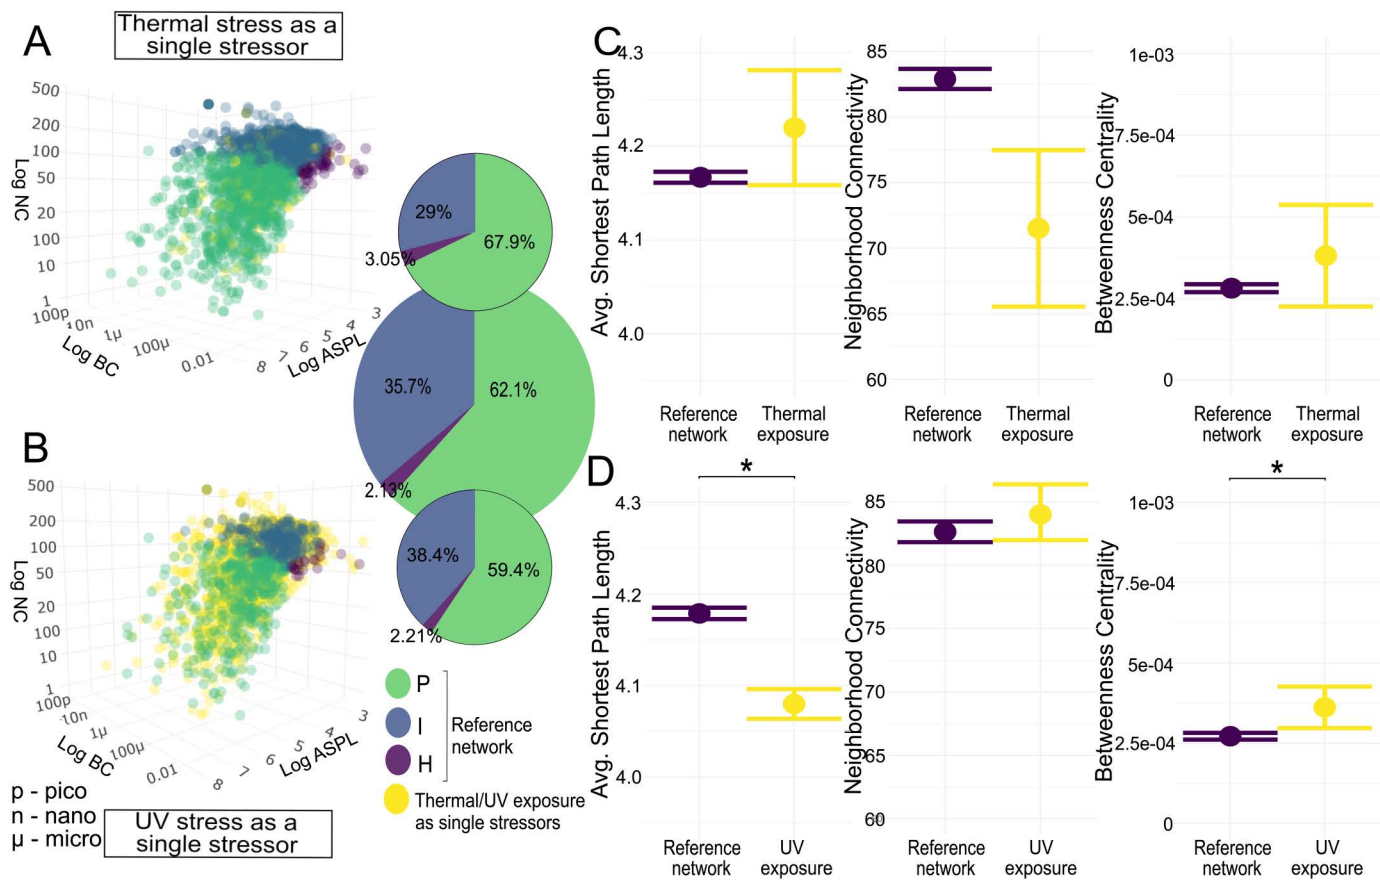 A
Thermal stress as a
single stressor
500
200
100
50
20
100
10
1
Log NC
100p
10n
1µ
100µ
0.01
Log BC
8
7
6
5
4
3
Log ASPL
29%
67.9%
3.05%
35.7%
62.1%
2.13%
38.4%
59.4%
2.21%
B
500
200
100
50
20
100
10
1
Log NC
100p
10n
1µ
100µ
0.01
Log BC
8
7
6
5
4
3
Log ASPL
p - pico
n - nano
µ - micro
UV stress as a
single stressor
P
I
H
Reference
network
Thermal/UV exposure
as single stressors
C
Avg. Shortest Path Length
4.3
4.2
4.1
4.0
Reference
network
Thermal
exposure
Neighborhood Connectivity
85
80
75
70
65
60
Reference
network
Thermal
exposure
Betweenness Centrality
1e-03
7.5e-04
5e-04
2.5e-04
0
Reference
network
Thermal
exposure
D
*
Avg. Shortest Path Length
4.3
4.2
4.1
4.0
Reference
network
UV
exposure
Neighborhood Connectivity
85
80
75
70
65
60
Reference
network
UV
exposure
*
Betweenness Centrality
1e-03
7.5e-04
5e-04
2.5e-04
0
Reference
network
UV
exposure